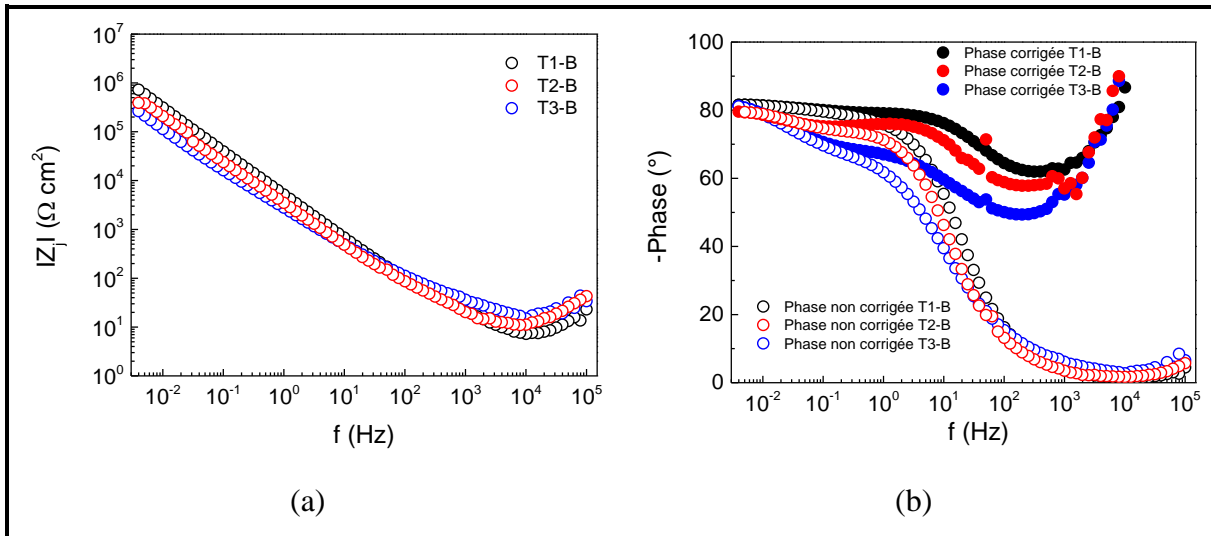 10^7
10^6
10^5
10^4
10^3
10^2
10^1
10^0
|Z_j| (Ω cm²)
T1-B
T2-B
T3-B
10^-2 10^-1 10^0 10^1 10^2 10^3 10^4 10^5
f (Hz)
(a)
100
80
60
40
20
0
-Phase (°)
Phase corrigée T1-B
Phase corrigée T2-B
Phase corrigée T3-B
Phase non corrigée T1-B
Phase non corrigée T2-B
Phase non corrigée T3-B
10^-2 10^-1 10^0 10^1 10^2 10^3 10^4 10^5
f (Hz)
(b)